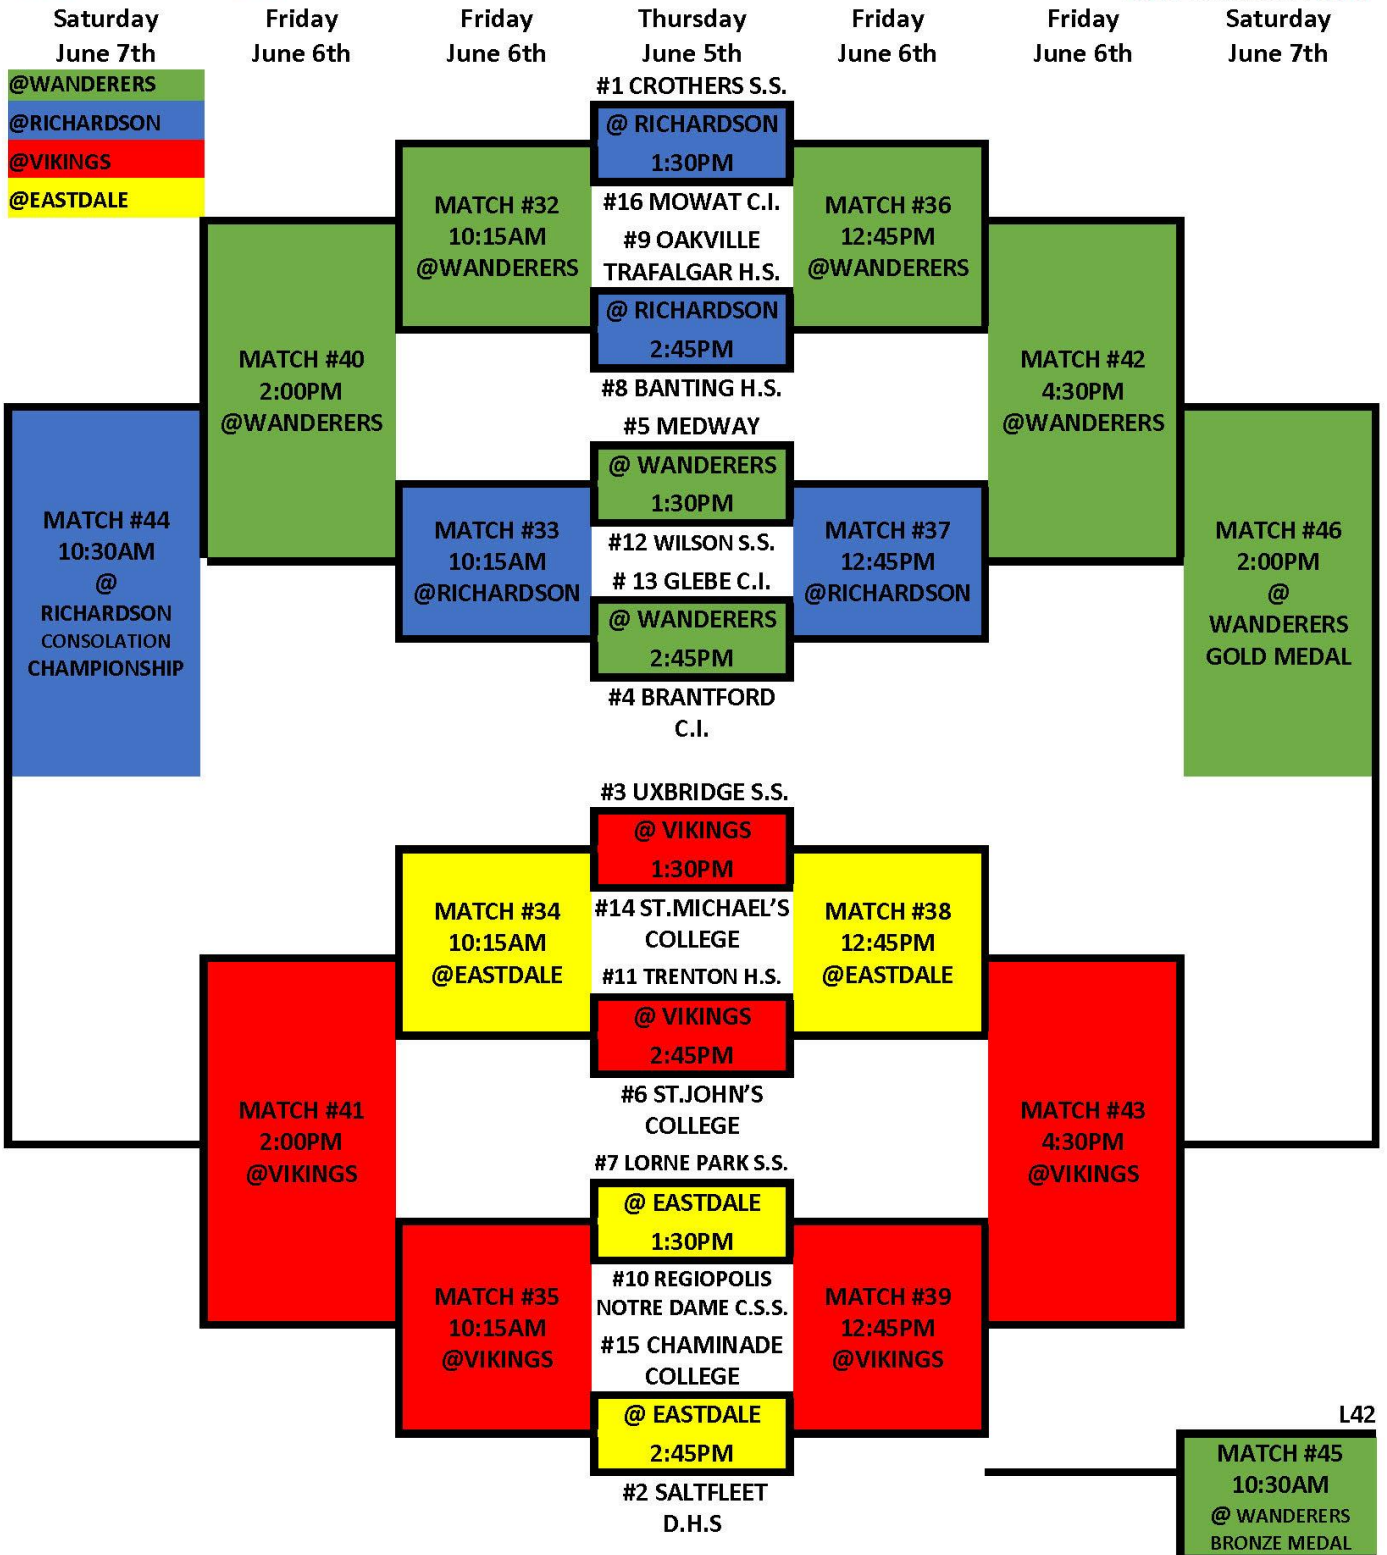 Saturday
June 7th
Friday
June 6th
Friday
June 6th
Thursday
June 5th
Friday
June 6th
Friday
June 6th
Saturday
June 7th
@WANDERERS
@RICHARDSON
@VIKINGS
@EASTDALE
#1 CROTHERS S.S.
@ RICHARDSON
1:30PM
#16 MOWAT C.I.
#9 OAKVILLE
TRAFALGAR H.S.
@ RICHARDSON
2:45PM
#8 BANTING H.S.
#5 MEDWAY
@ WANDERERS
1:30PM
#12 WILSON S.S.
# 13 GLEBE C.I.
@ WANDERERS
2:45PM
#4 BRANTFORD
C.I.
MATCH #32
10:15AM
@WANDERERS
MATCH #36
12:45PM
@WANDERERS
MATCH #40
2:00PM
@WANDERERS
MATCH #42
4:30PM
@WANDERERS
MATCH #33
10:15AM
@RICHARDSON
MATCH #37
12:45PM
@RICHARDSON
MATCH #44
10:30AM
@
RICHARDSON
CONSOLATION
CHAMPIONSHIP
MATCH #46
2:00PM
@
WANDERERS
GOLD MEDAL
#3 UXBRIDGE S.S.
@ VIKINGS
1:30PM
#14 ST.MICHAEL'S
COLLEGE
#11 TRENTON H.S.
@ VIKINGS
2:45PM
#6 ST.JOHN'S
COLLEGE
#7 LORNE PARK S.S.
@ EASTDALE
1:30PM
#10 REGIOPOLIS
NOTRE DAME C.S.S.
#15 CHAMINADE
COLLEGE
@ EASTDALE
2:45PM
#2 SALTFLEET
D.H.S
MATCH #34
10:15AM
@EASTDALE
MATCH #38
12:45PM
@EASTDALE
MATCH #41
2:00PM
@VIKINGS
MATCH #43
4:30PM
@VIKINGS
MATCH #35
10:15AM
@VIKINGS
MATCH #39
12:45PM
@VIKINGS
L42
MATCH #45
10:30AM
@ WANDERERS
BRONZE MEDAL